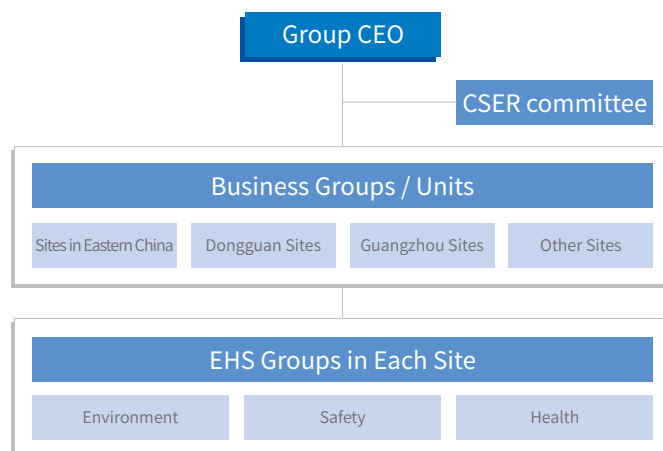 Group CEO
CSER committee
Business Groups / Units
Sites in Eastern China
Dongguan Sites
Guangzhou Sites
Other Sites
EHS Groups in Each Site
Environment
Safety
Health